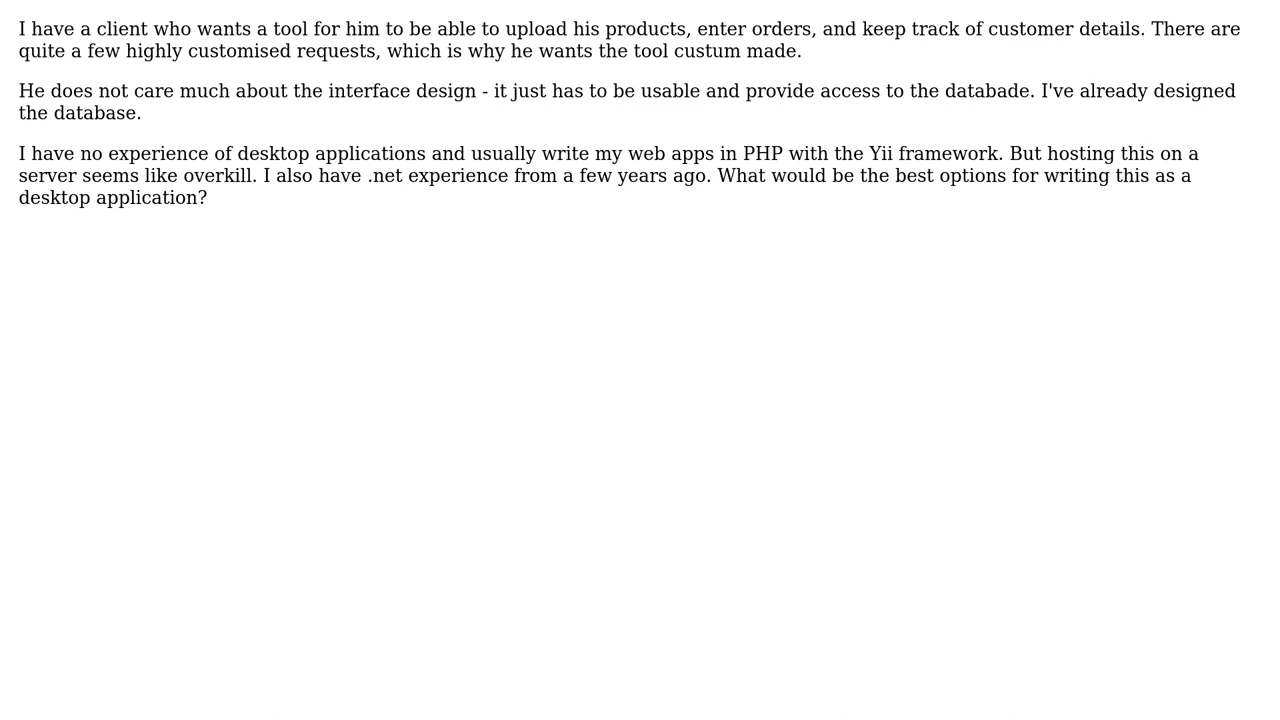 I have a client who wants a tool for him to be able to upload his products, enter orders, and keep track of customer details. There are
quite a few highly customised requests, which is why he wants the tool custum made.
He does not care much about the interface design - it just has to be usable and provide access to the databade. I've already designed
the database.
I have no experience of desktop applications and usually write my web apps in PHP with the Yii framework. But hosting this on a
server seems like overkill. I also have .net experience from a few years ago. What would be the best options for writing this as a
desktop application?